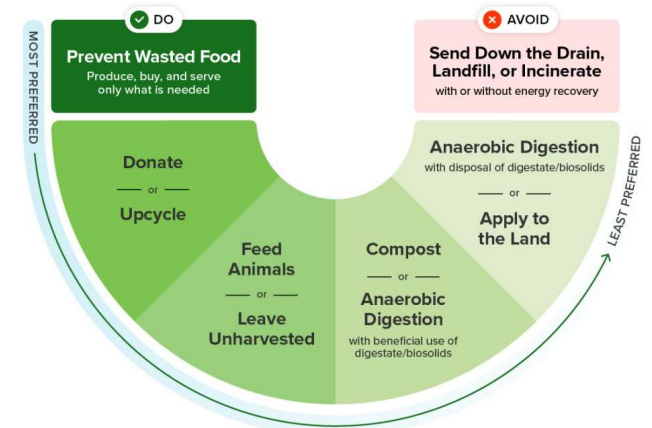 DO
MOST PREFERRED
Prevent Wasted Food
Produce, buy, and serve
only what is needed
Donate
or
Upcycle
Feed
Animals
or
Leave
Unharvested
Compost
or
Anaerobic
Digestion
with beneficial use of
digestate/biosolids
Anaerobic Digestion
with disposal of digestate/biosolids
or
Apply to
the Land
LEAST PREFERRED
AVOID
Send Down the Drain,
Landfill, or Incinerate
with or without energy recovery